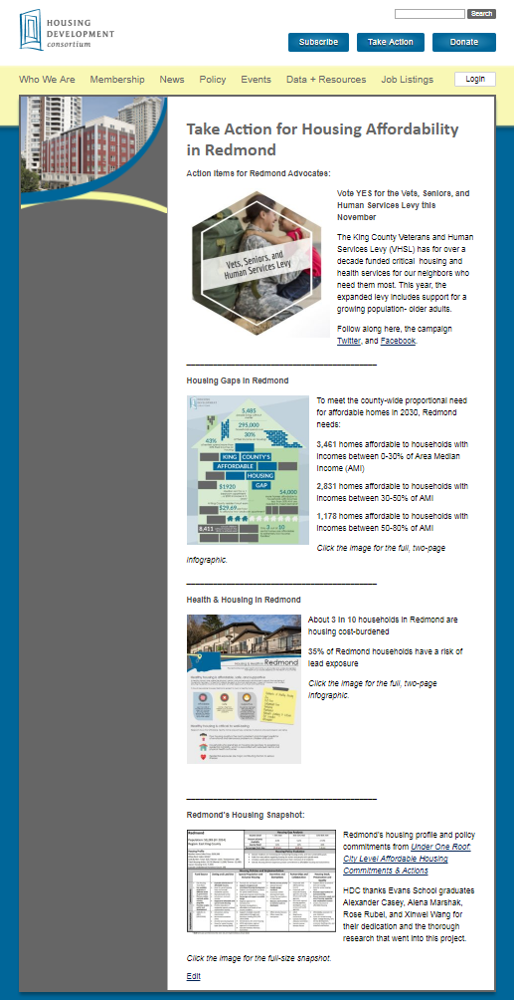 HOUSING
DEVELOPMENT
consortium
Search
Subscribe
Take Action
Donate
Who We Are
Membership
News
Policy
Events
Data + Resources
Job Listings
Login
Take Action for Housing Affordability
in Redmond
Action Items for Redmond Advocates:
Vets, Seniors, and
Human Services Levy
Vote YES for the Vets, Seniors, and
Human Services Levy this
November
The King County Veterans and Human
Services Levy (VHSL) has for over a
decade funded critical housing and
health services for our neighbors who
need them most. This year, the
expanded levy includes support for a
growing population- older adults.
Follow along here, the campaign
Twitter, and Facebook.
Housing Gaps in Redmond
5,485
295,000
30%
43%
KING COUNTY'S
AFFORDABLE
HOUSING
GAP
$1920
$4,000
$29.69
8,411
3 in 10
To meet the county-wide proportional need
for affordable homes in 2030, Redmond
needs:
3,461 homes affordable to households with
incomes between 0-30% of Area Median
Income (AMI)
2,831 homes affordable to households with
incomes between 30-50% of AMI
1,178 homes affordable to households with
incomes between 50-80% of AMI
Click the image for the full, two-page
infographic.
Health & Housing in Redmond
Redmond
About 3 in 10 households in Redmond are
housing cost-burdened
35% of Redmond households have a risk of
lead exposure
Click the image for the full, two-page
infographic.
Redmond's Housing Snapshot:
Redmond
Redmond's housing profile and policy
commitments from Under One Roof:
City Level Affordable Housing
Commitments & Actions
HDC thanks Evans School graduates
Alexander Casey, Alena Marshak,
Rose Rubel, and Xinwei Wang for
their dedication and the thorough
research that went into this project.
Click the image for the full-size snapshot.
Edit